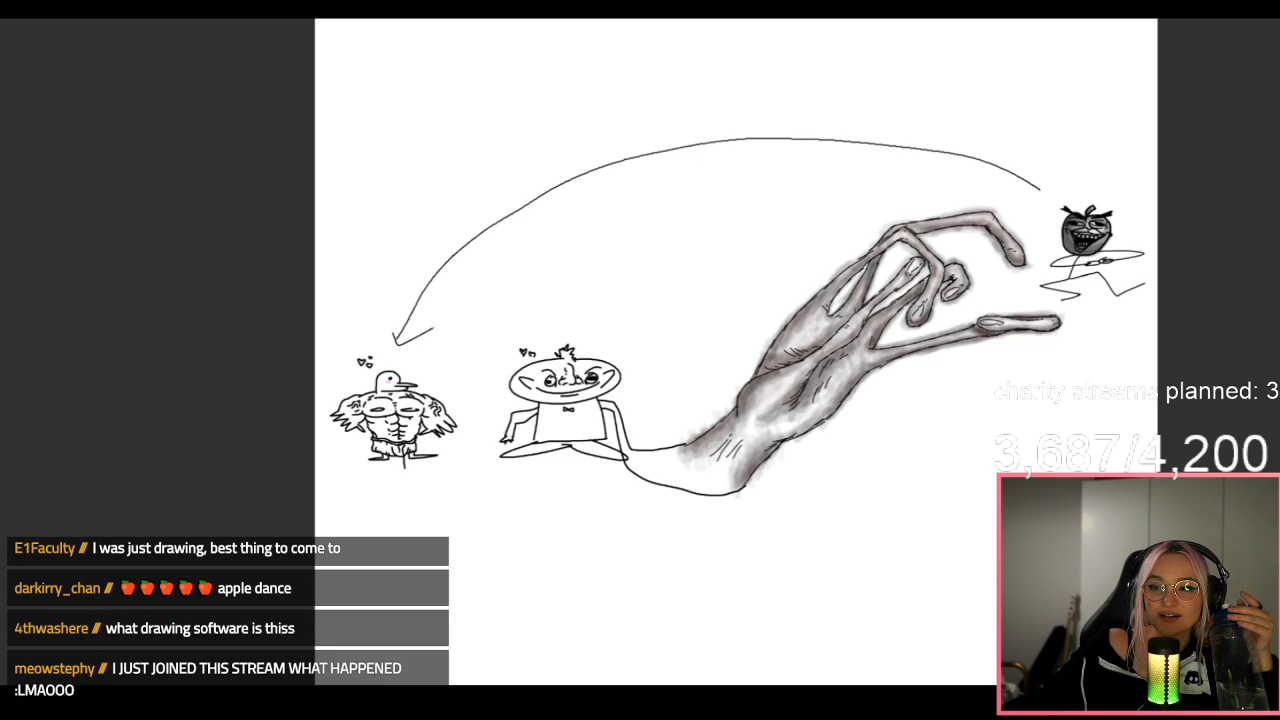 charity streams planned: 3
3,687/4,200
E1Faculty // I was just drawing, best thing to come to
darkirry_chan // 🍎 🍎 🍎 🍎 🍎 apple dance
4thwashere // what drawing software is thiss
meowstephy // I JUST JOINED THIS STREAM WHAT HAPPENED
:LMAOOO